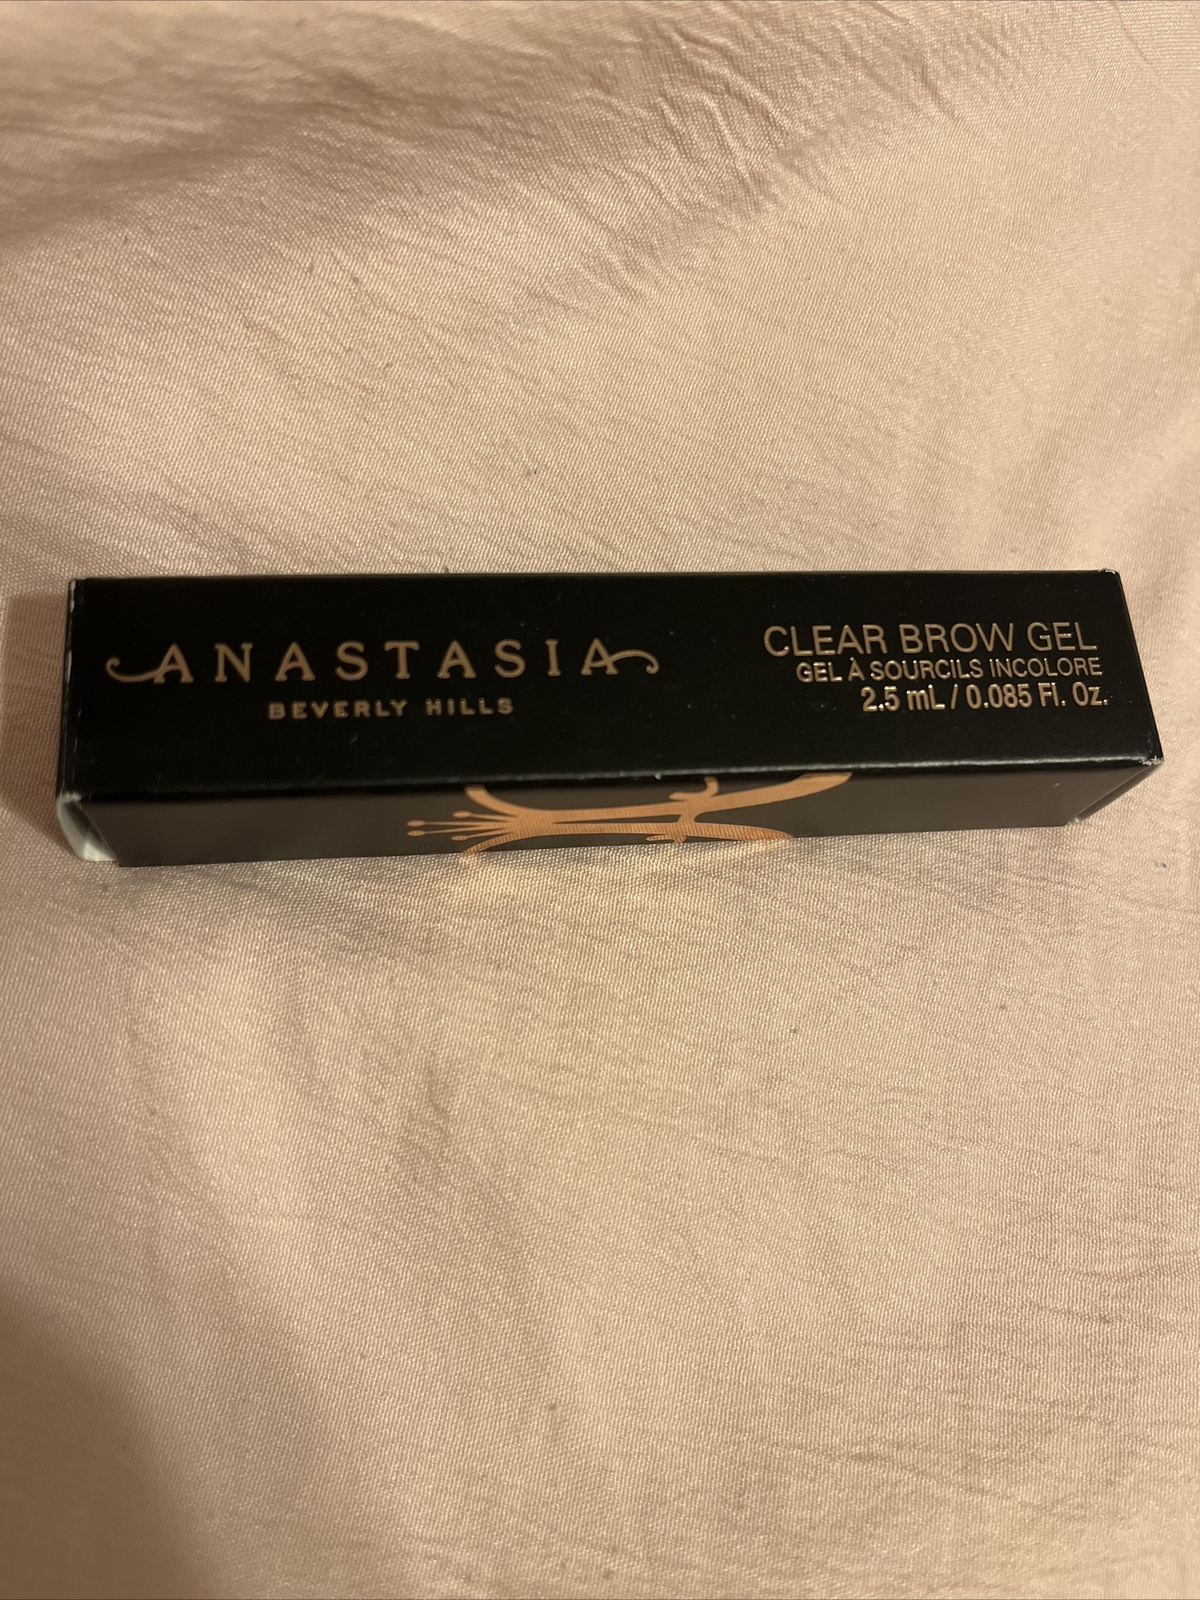 ANASTASIA
BEVERLY HILLS
CLEAR BROW GEL
GEL À SOURCILS INCOLORE
2.5 mL / 0.085 Fl. Oz.